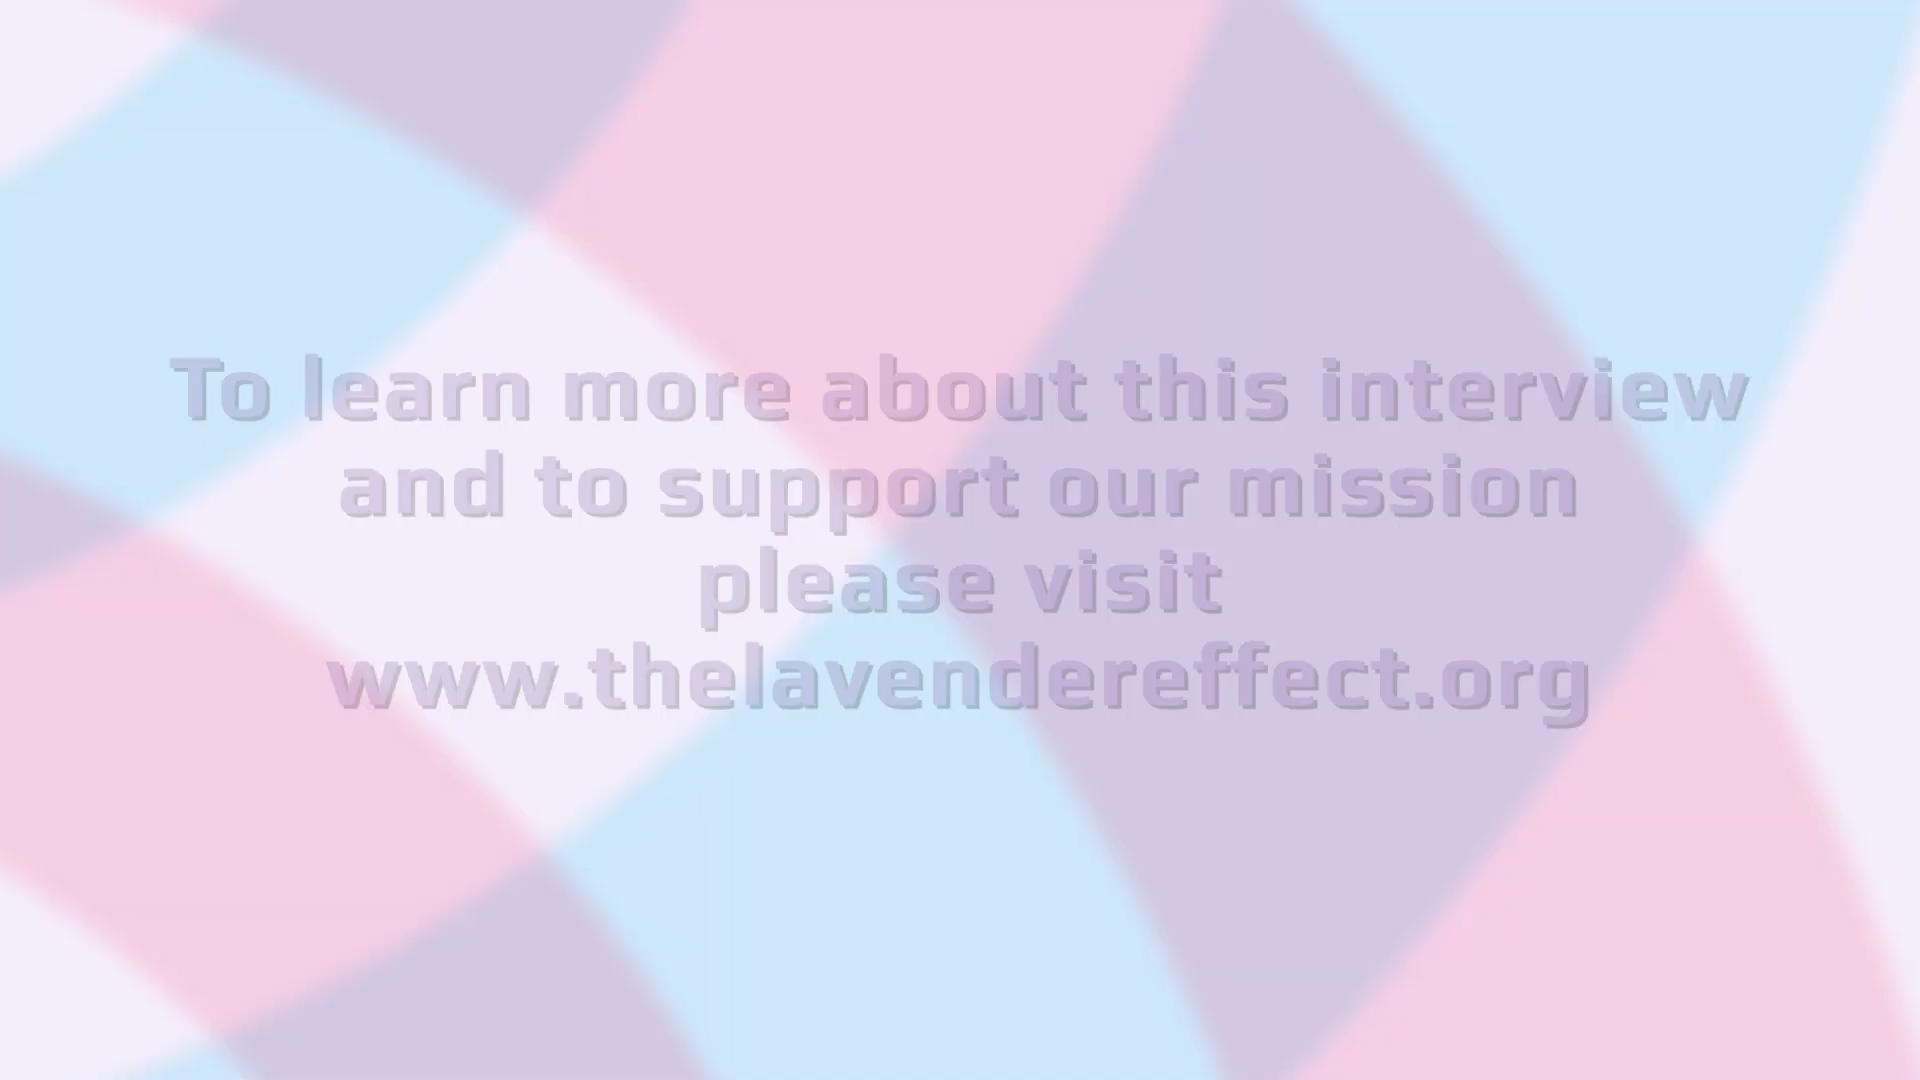 To learn more about this interview
and to support our mission
please visit
www.thelavendereffect.org